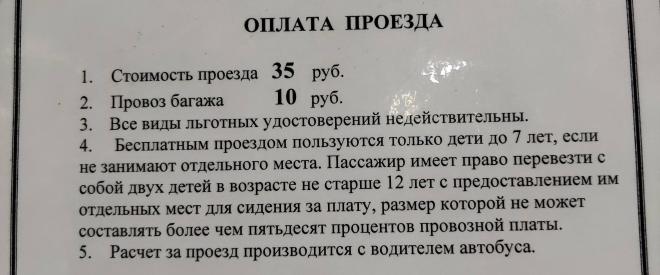 ОПЛАТА ПРОЕЗДА
1. Стоимость проезда 35 руб.
2. Провоз багажа 10 руб.
3. Все виды льготных удостоверений недействительны.
4. Бесплатным проездом пользуются только дети до 7 лет, если
не занимают отдельного места. Пассажир имеет право перевезти с
собой двух детей в возрасте не старше 12 лет с предоставлением им
отдельных мест для сидения за плату, размер которой не может
составлять более чем пятьдесят процентов провозной платы.
5. Расчет за проезд производится с водителем автобуса.